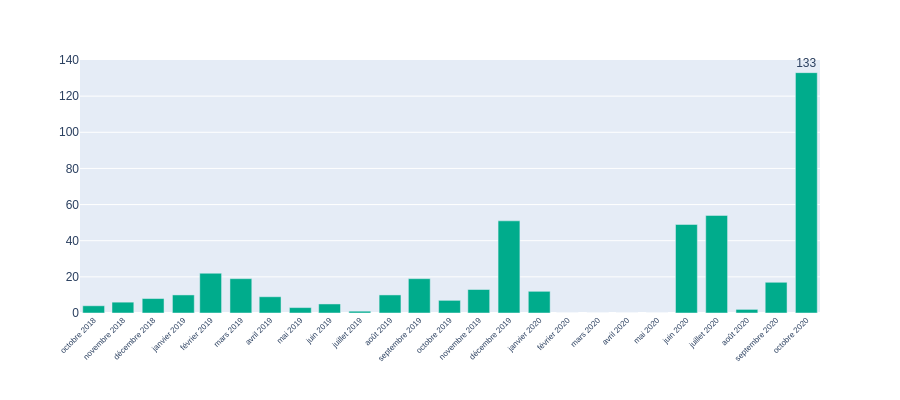 133
140
120
100
80
60
40
20
0
octobre 2018
novembre 2018
décembre 2018
janvier 2019
février 2019
mars 2019
avril 2019
mai 2019
juin 2019
juillet 2019
août 2019
septembre 2019
octobre 2019
novembre 2019
décembre 2019
janvier 2020
février 2020
mars 2020
avril 2020
mai 2020
juin 2020
juillet 2020
août 2020
septembre 2020
octobre 2020